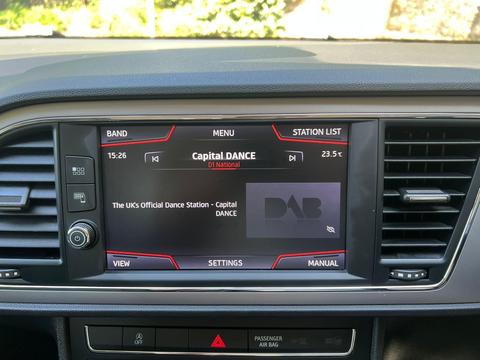 BAND MENU STATION LIST
15:26 Capital DANCE 23.5°C
D1 National
The UK's Official Dance Station - Capital
DANCE
DAB
VIEW SETTINGS MANUAL
A
PASSENGER
AIR BAG